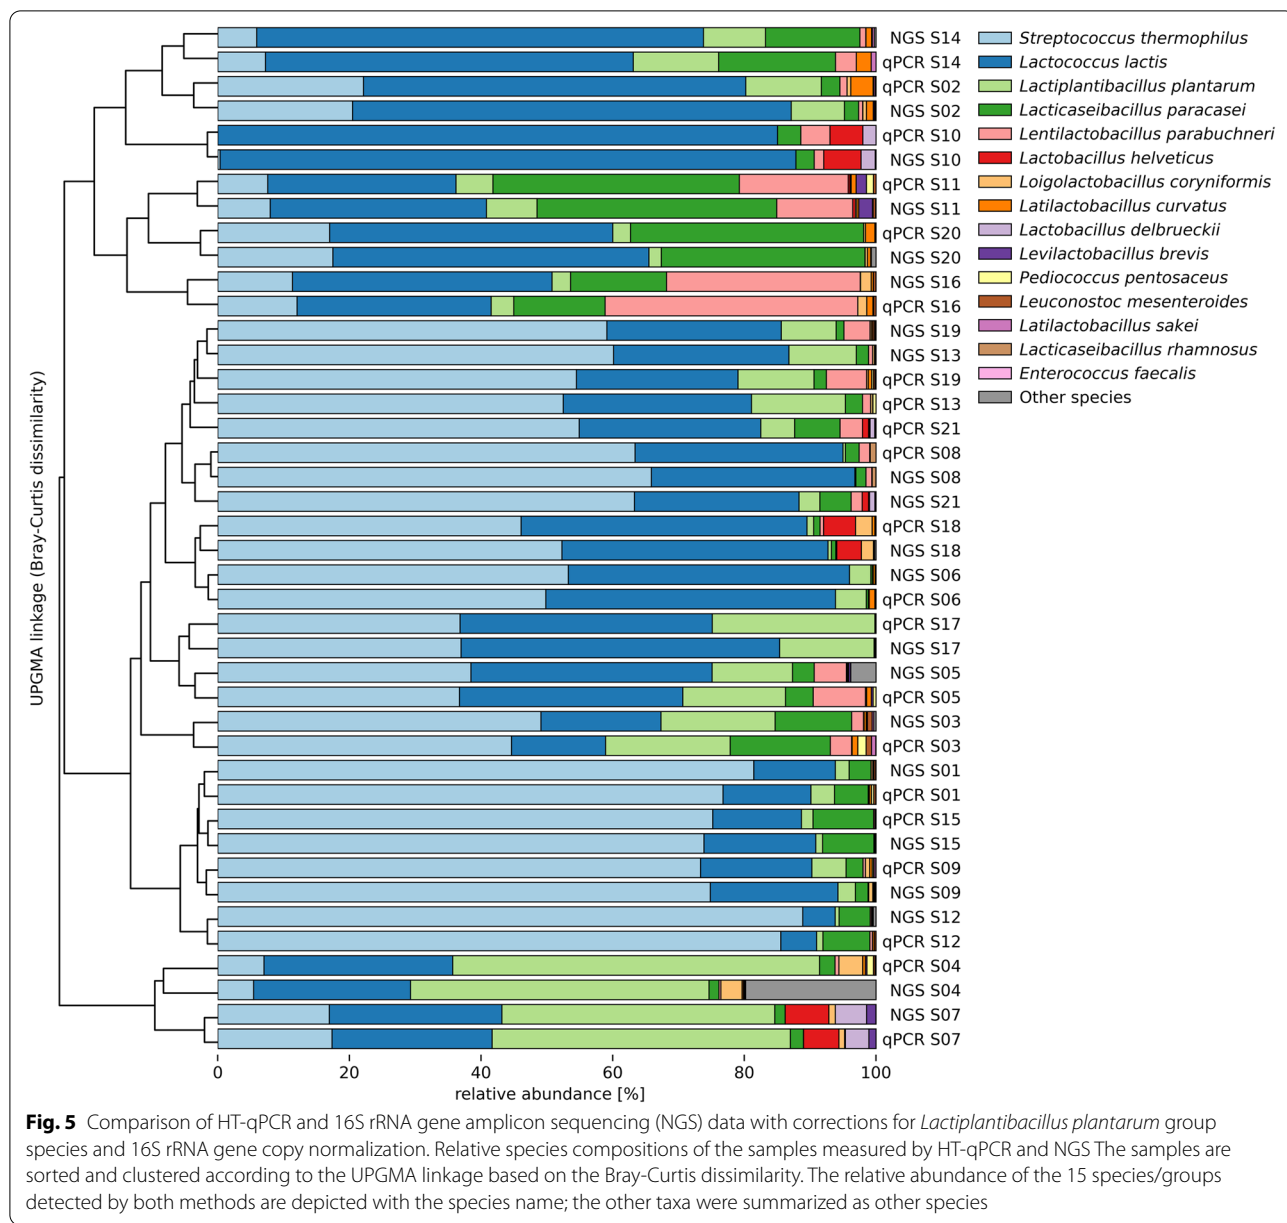 UPGMA linkage (Bray-Curtis dissimilarity)
NGS S14
qPCR S14
qPCR S02
NGS S02
qPCR S10
NGS S10
qPCR S11
NGS S11
qPCR S20
NGS S20
NGS S16
qPCR S16
NGS S19
NGS S13
qPCR S19
qPCR S13
qPCR S21
qPCR S08
NGS S08
NGS S21
qPCR S18
NGS S18
NGS S06
qPCR S06
qPCR S17
NGS S17
NGS S05
qPCR S05
NGS S03
qPCR S03
NGS S01
qPCR S01
qPCR S15
NGS S15
qPCR S09
NGS S09
NGS S12
qPCR S12
qPCR S04
NGS S04
NGS S07
qPCR S07
Streptococcus thermophilus
Lactococcus lactis
Lactiplantibacillus plantarum
Lacticaseibacillus paracasei
Lentilactobacillus parabuchneri
Lactobacillus helveticus
Loigolactobacillus coryniformis
Latilactobacillus curvatus
Lactobacillus delbrueckii
Levilactobacillus brevis
Pediococcus pentosaceus
Leuconostoc mesenteroides
Latilactobacillus sakei
Lacticaseibacillus rhamnosus
Enterococcus faecalis
Other species
0 20 40 60 80 100
relative abundance [%]
Fig. 5 Comparison of HT-qPCR and 16S rRNA gene amplicon sequencing (NGS) data with corrections for Lactiplantibacillus plantarum group
species and 16S rRNA gene copy normalization. Relative species compositions of the samples measured by HT-qPCR and NGS The samples are
sorted and clustered according to the UPGMA linkage based on the Bray-Curtis dissimilarity. The relative abundance of the 15 species/groups
detected by both methods are depicted with the species name; the other taxa were summarized as other species